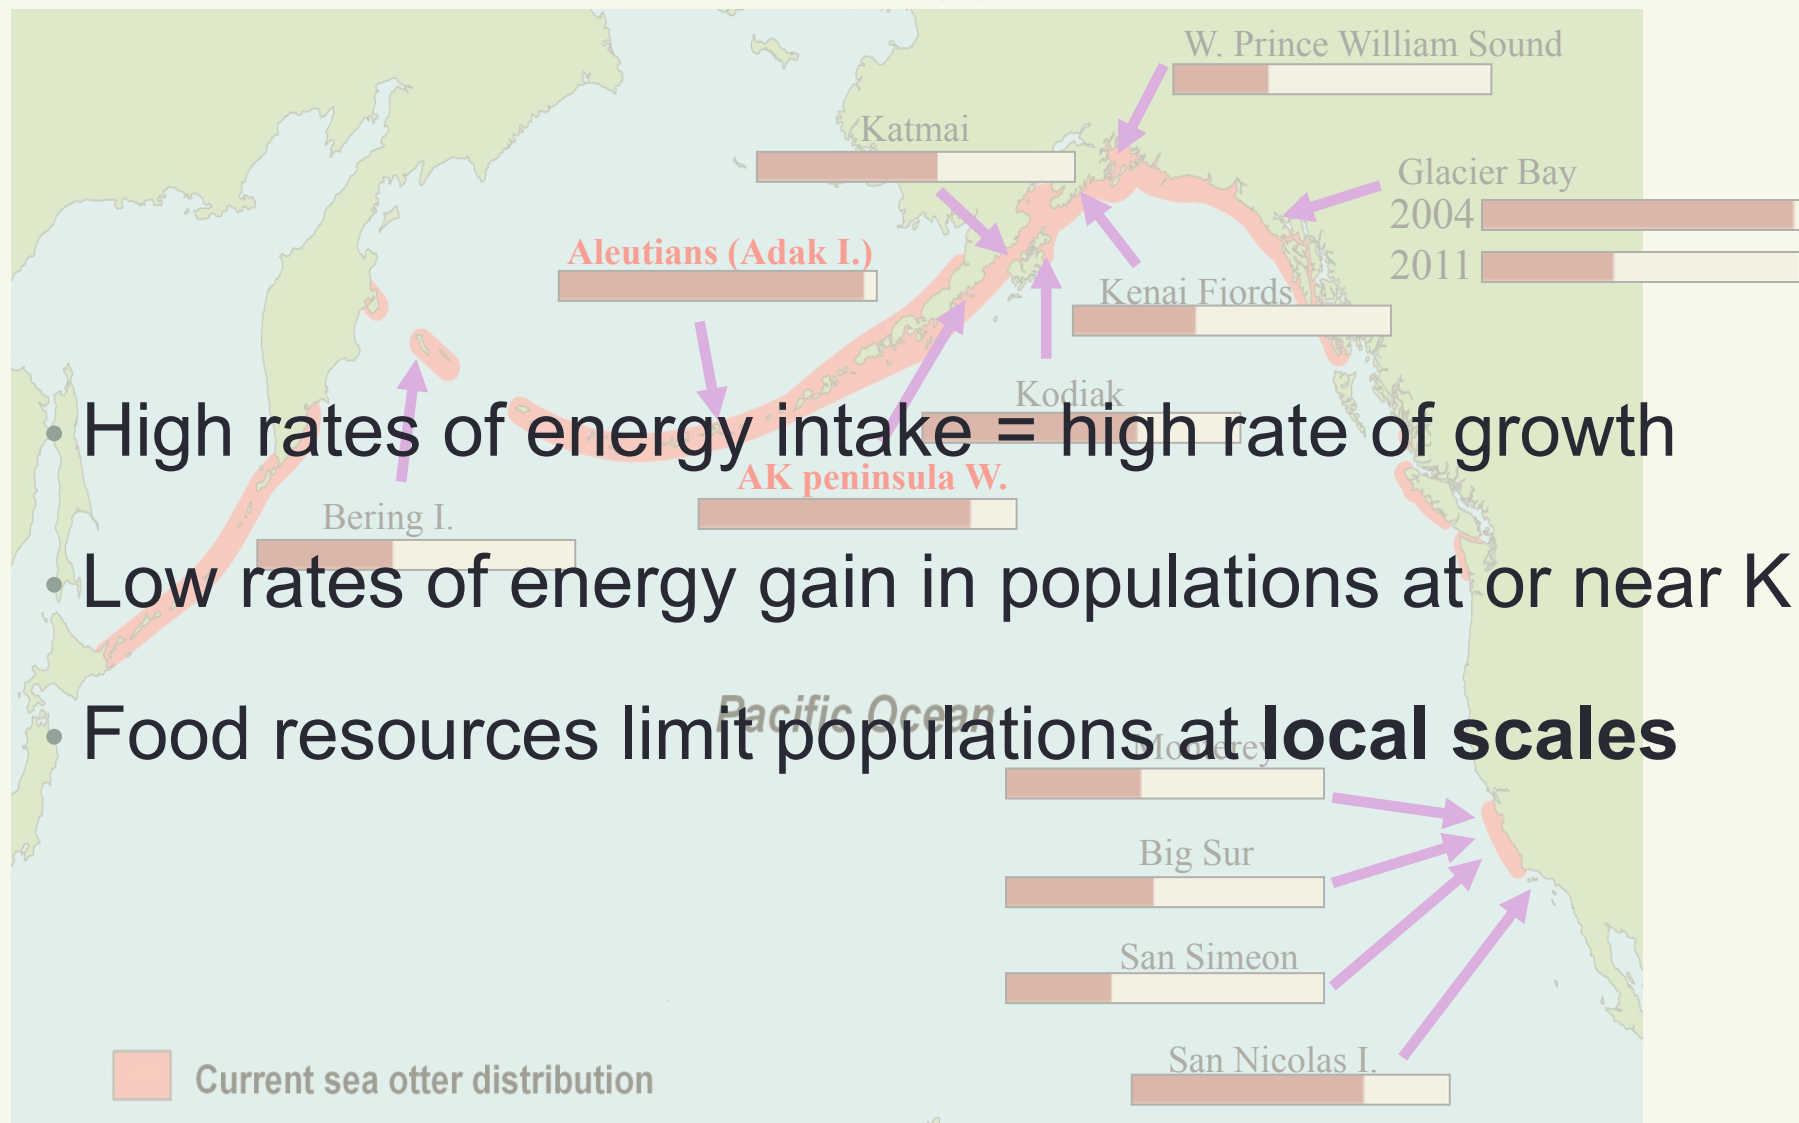 W. Prince William Sound
Katmai
Glacier Bay
2004
2011
Aleutians (Adak I.)
Kenai Fjords
Kodiak
• High rates of energy intake = high rate of growth
AK peninsula W.
Bering I.
• Low rates of energy gain in populations at or near K
• Food resources limit populations at local scales
Pacific Ocean
Monterey
Big Sur
San Simeon
San Nicolas I.
Current sea otter distribution